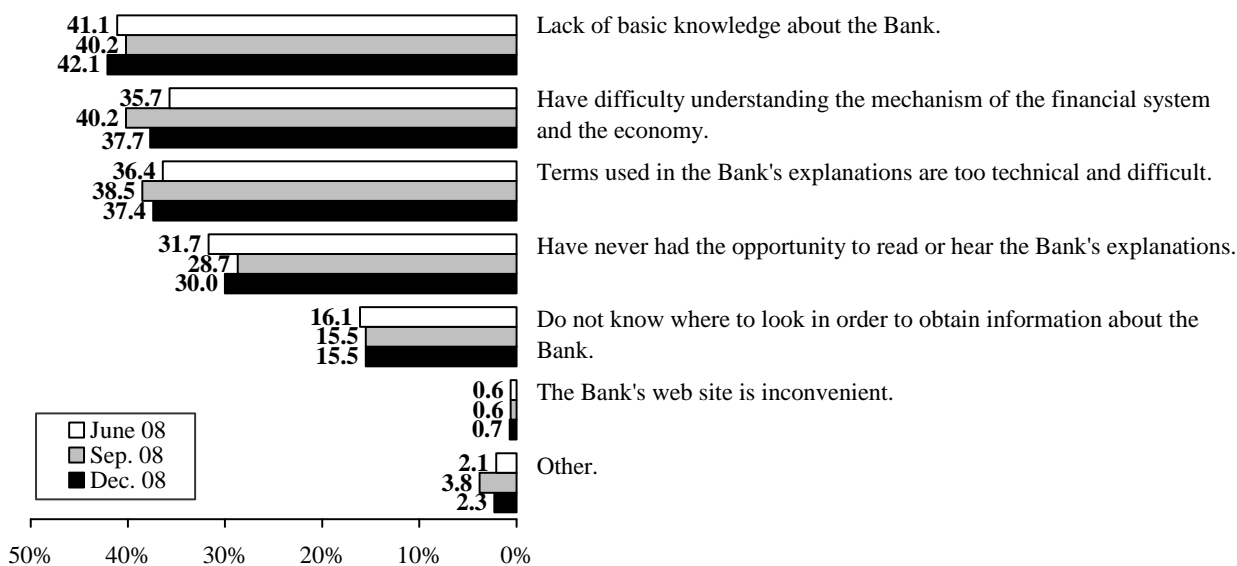 41.1
40.2
42.1
Lack of basic knowledge about the Bank.
35.7
40.2
37.7
Have difficulty understanding the mechanism of the financial system
and the economy.
36.4
38.5
37.4
Terms used in the Bank's explanations are too technical and difficult.
31.7
28.7
30.0
Have never had the opportunity to read or hear the Bank's explanations.
16.1
15.5
15.5
Do not know where to look in order to obtain information about the
Bank.
0.6
0.6
0.7
The Bank's web site is inconvenient.
June 08
Sep. 08
Dec. 08
2.1
3.8
2.3
Other.
50% 40% 30% 20% 10% 0%